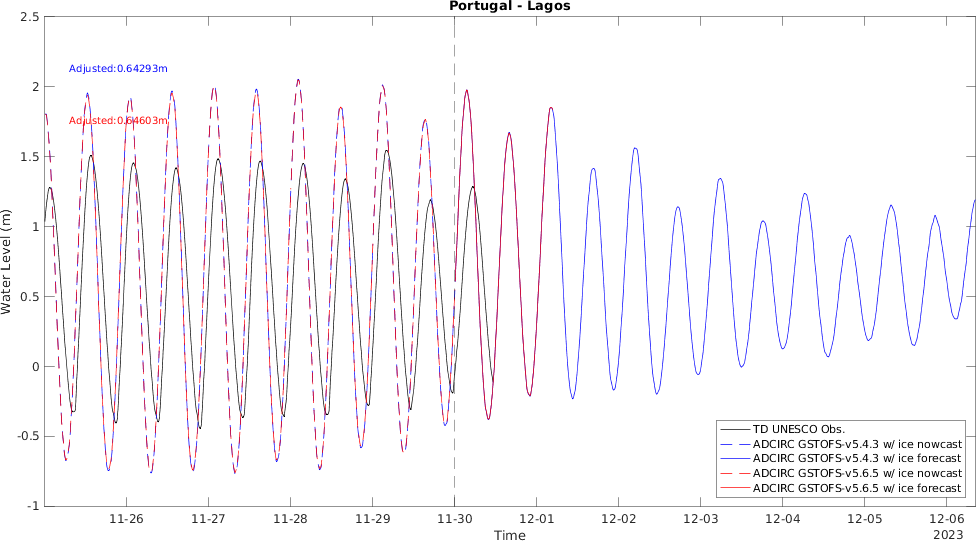 Portugal - Lagos
Adjusted:0.64293m
Adjusted:0.64603m
Water Level (m)
2.5
2
1.5
1
0.5
0
-0.5
-1
11-26
11-27
11-28
11-29
11-30
12-01
12-02
12-03
12-04
12-05
12-06
2023
Time
TD UNESCO Obs.
ADCIRC GSTOFS-v5.4.3 w/ ice nowcast
ADCIRC GSTOFS-v5.4.3 w/ ice forecast
ADCIRC GSTOFS-v5.6.5 w/ ice nowcast
ADCIRC GSTOFS-v5.6.5 w/ ice forecast